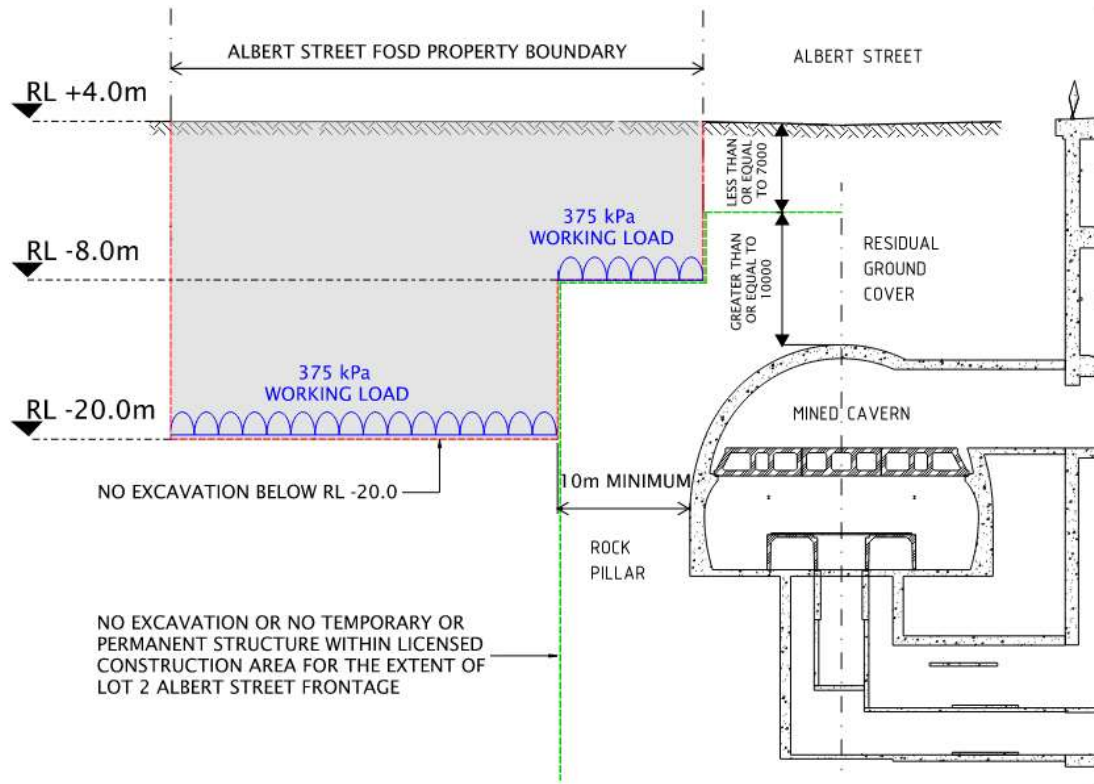 ALBERT STREET FOSD PROPERTY BOUNDARY
ALBERT STREET
RL +4.0m
LESS THAN
OR EQUAL
TO 7000
375 kPa
WORKING LOAD
RL -8.0m
GREATER THAN
OR EQUAL TO
10000
RESIDUAL
GROUND
COVER
375 kPa
WORKING LOAD
RL -20.0m
MINED CAVERN
NO EXCAVATION BELOW RL -20.0
10m MINIMUM
ROCK
PILLAR
NO EXCAVATION OR NO TEMPORARY OR
PERMANENT STRUCTURE WITHIN LICENSED
CONSTRUCTION AREA FOR THE EXTENT OF
LOT 2 ALBERT STREET FRONTAGE